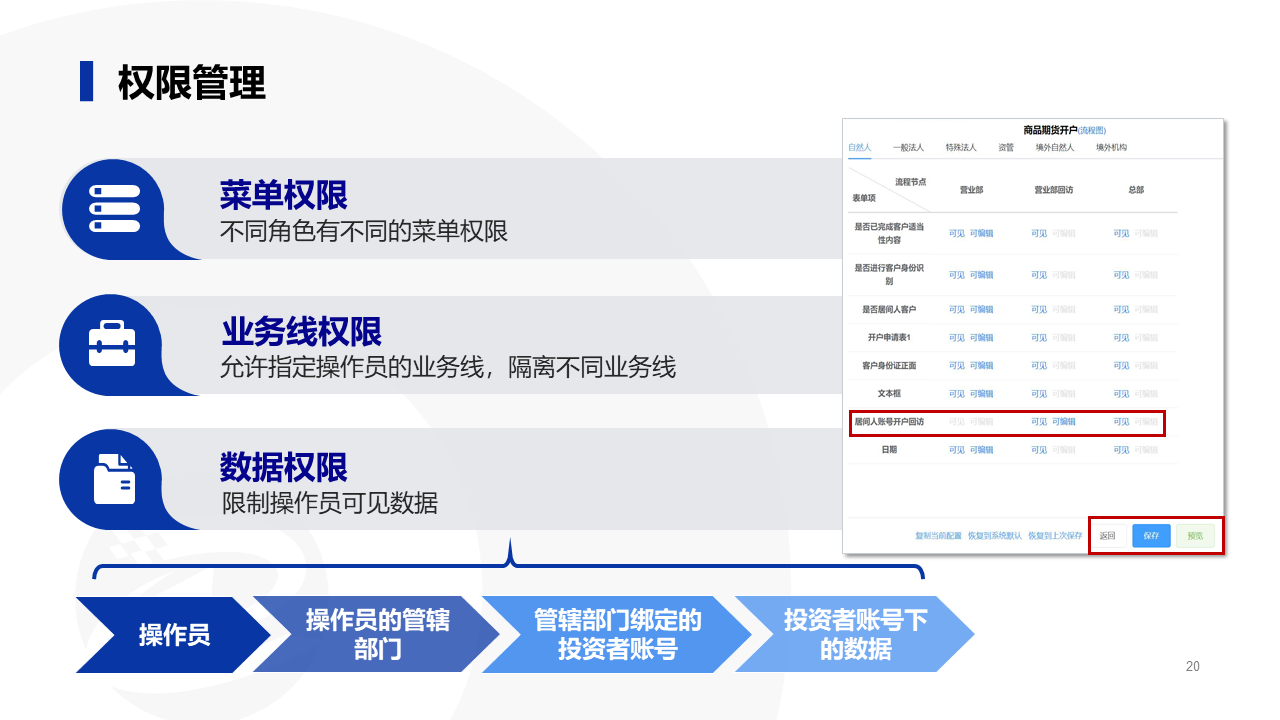 权限管理
菜单权限
不同角色有不同的菜单权限
业务线权限
允许指定操作员的业务线，隔离不同业务线
数据权限
限制操作员可见数据
商品期货开户(流程图)
自然人 一般法人 特殊法人 资管 境外自然人 境外机构
流程节点
表单项
营业部 营业部回访 总部
是否已完成客户适当
性内容
可见 可编辑 可见 可编辑 可见 可编辑
是否进行客户身份识
别
可见 可编辑 可见 可编辑 可见 可编辑
是否居间人客户 可见 可编辑 可见 可编辑 可见 可编辑
开户申请表1 可见 可编辑 可见 可编辑 可见 可编辑
客户身份证正面 可见 可编辑 可见 可编辑 可见 可编辑
文本框 可见 可编辑 可见 可编辑 可见 可编辑
居间人账号开户回访 可见 可编辑 可见 可编辑 可见 可编辑
日期 可见 可编辑 可见 可编辑 可见 可编辑
复制当前配置 恢复到系统默认 恢复到上次保存 返回 保存 预览
操作员
操作员的管辖
部门
管辖部门绑定的
投资者账号
投资者账号下
的数据
20